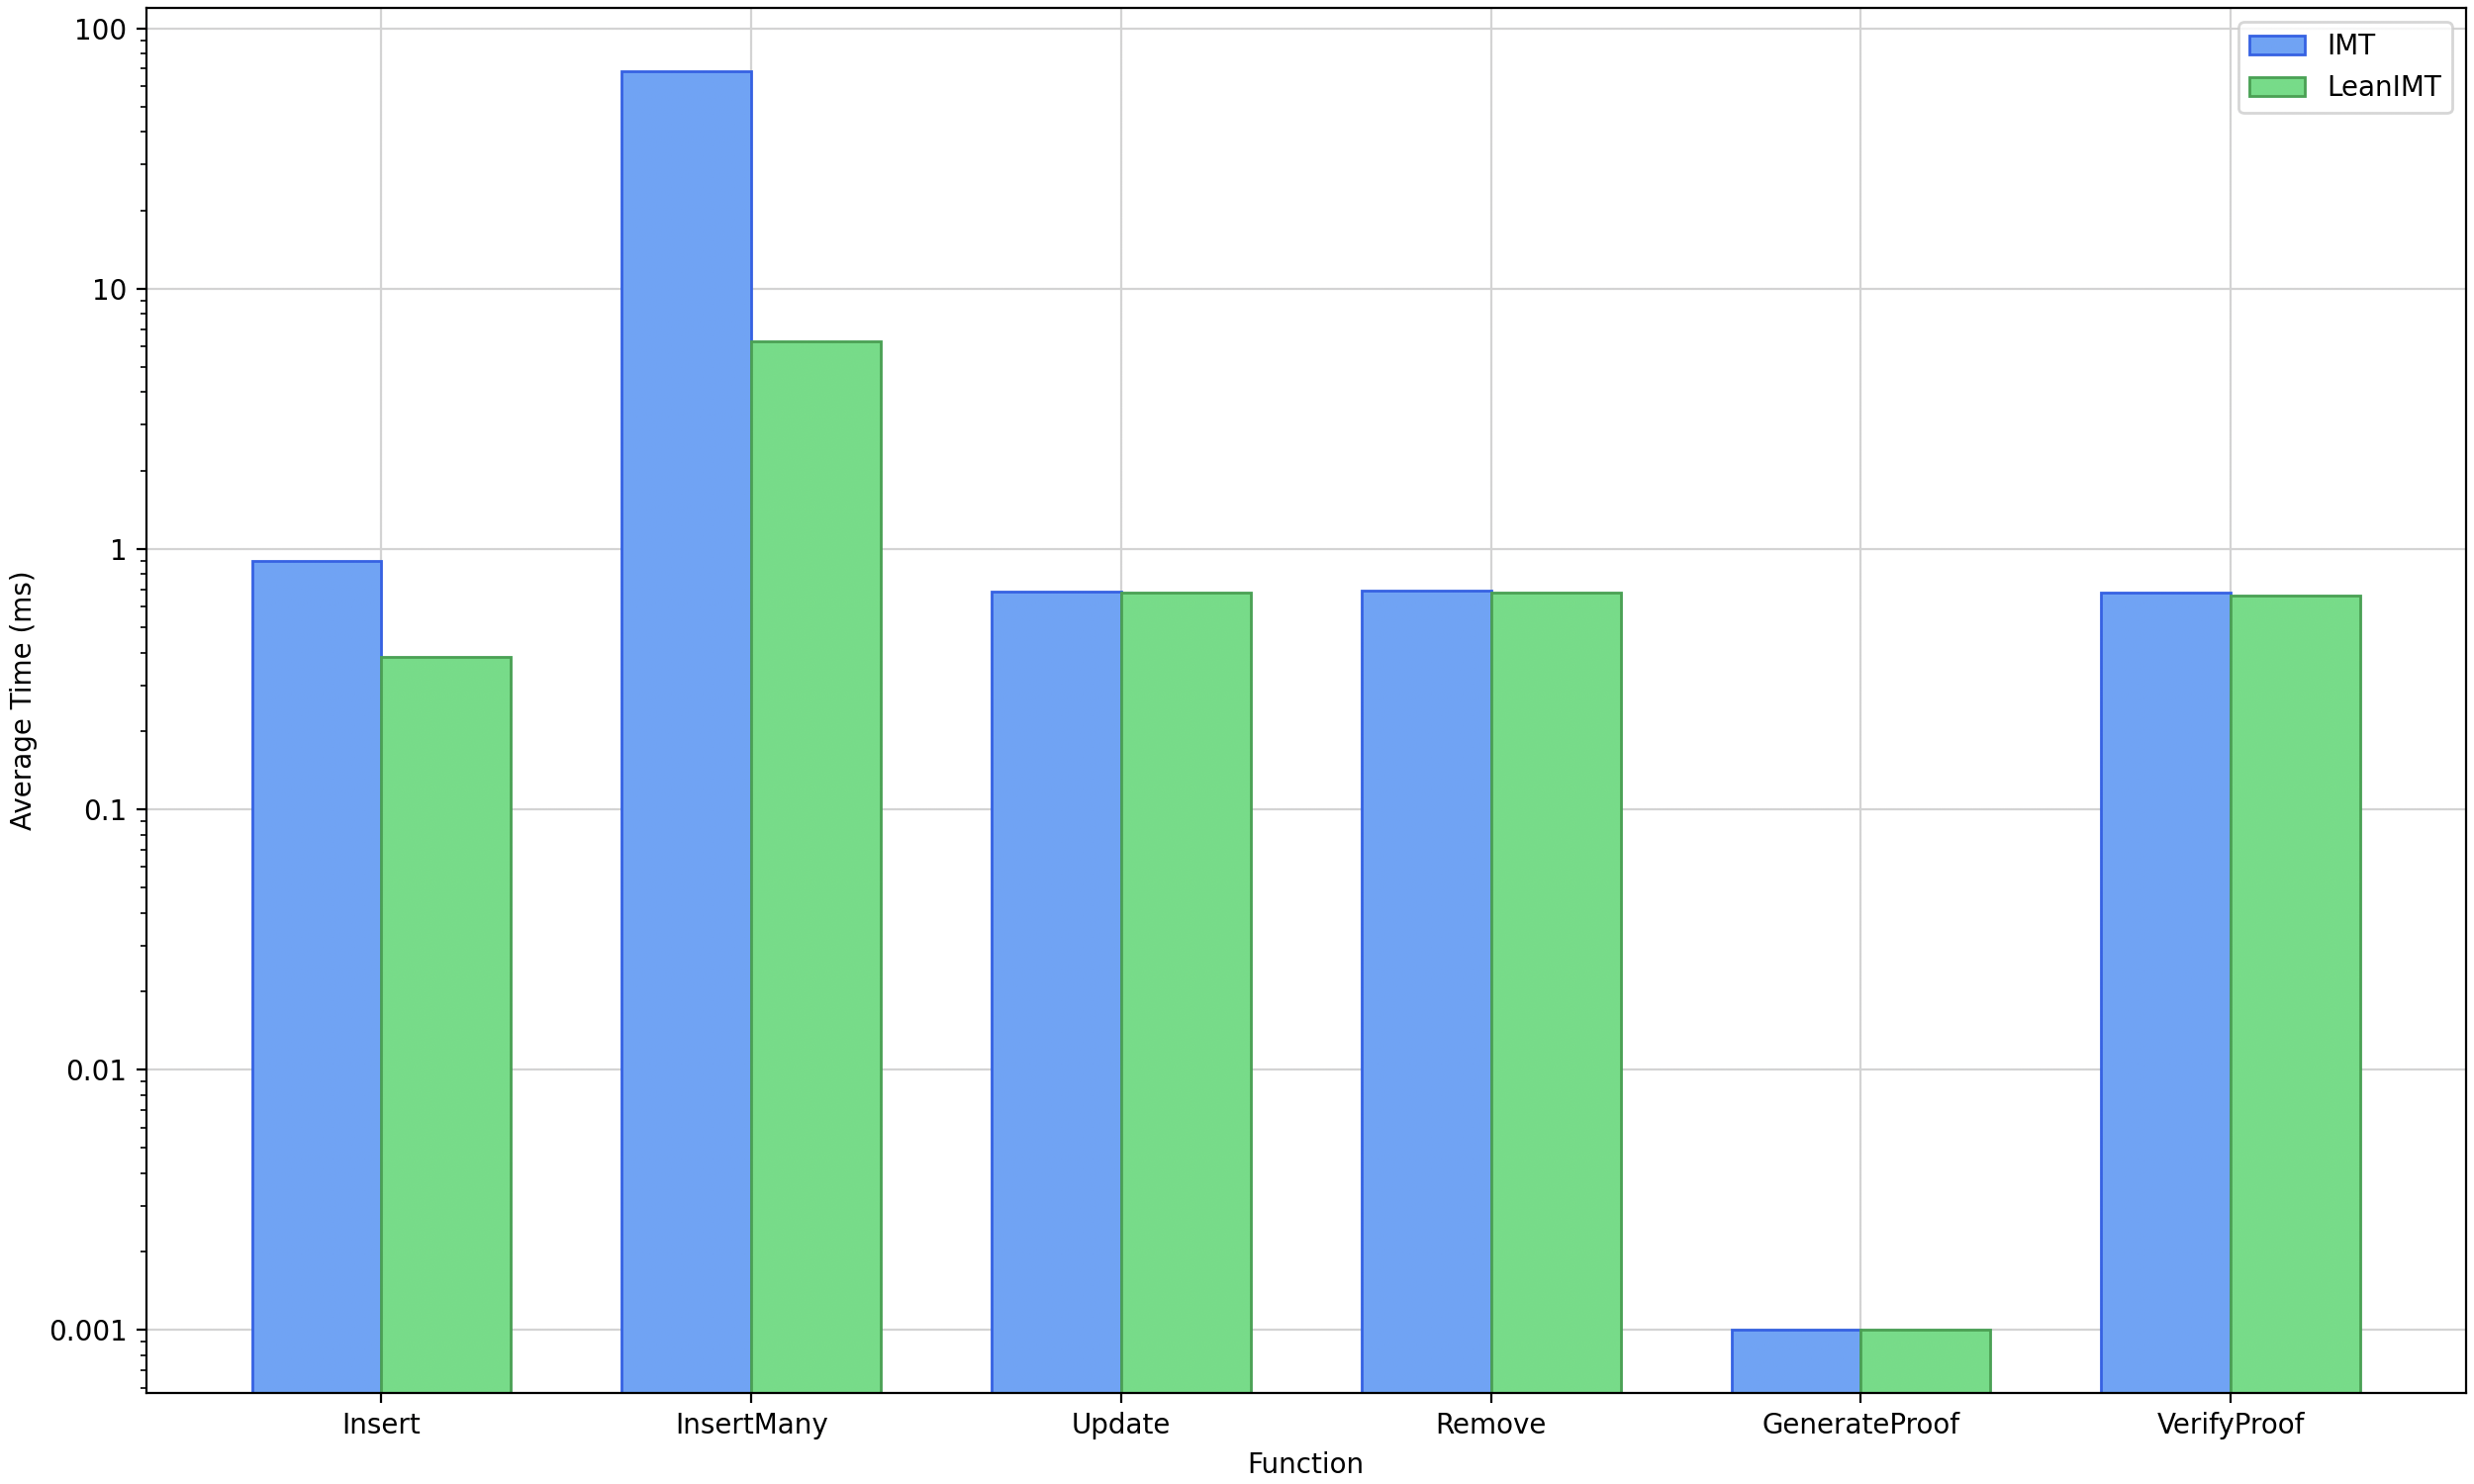 IMT
LeanIMT
100
10
1
0.1
0.01
0.001
Average Time (ms)
Insert
InsertMany
Update
Remove
GenerateProof
VerifyProof
Function